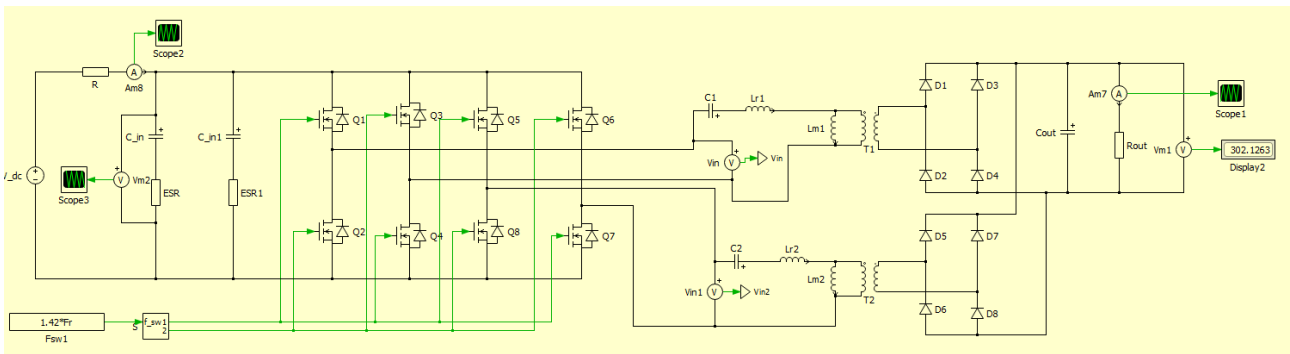 Scope2
A
R
Am8
C_in
C_in1
V_dc
V
Vm2
Scope3
ESR
ESR1
Q1
Q3
Q5
Q6
Q2
Q4
Q8
Q7
1.42*Fr
Fsw1
S
f_sw1
2
C1
Lr1
Lm1
T1
Vin
V
Vin
C2
Lr2
Lm2
T2
Vin1
V
Vin2
D1
D3
D2
D4
D5
D7
D6
D8
Cout
A
Am7
Rout
Scope1
Vm1
V
302.1263
Display2